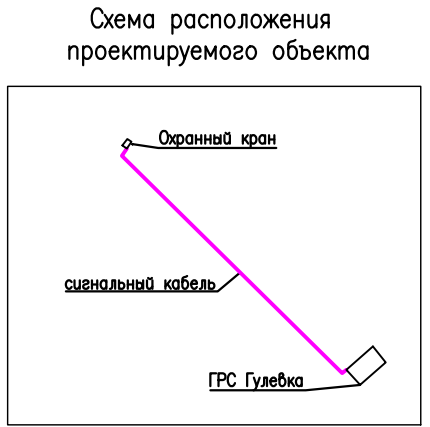 Схема расположения
проектируемого объекта
Охранный кран
сигнальный кабель
ГРС Гулевка